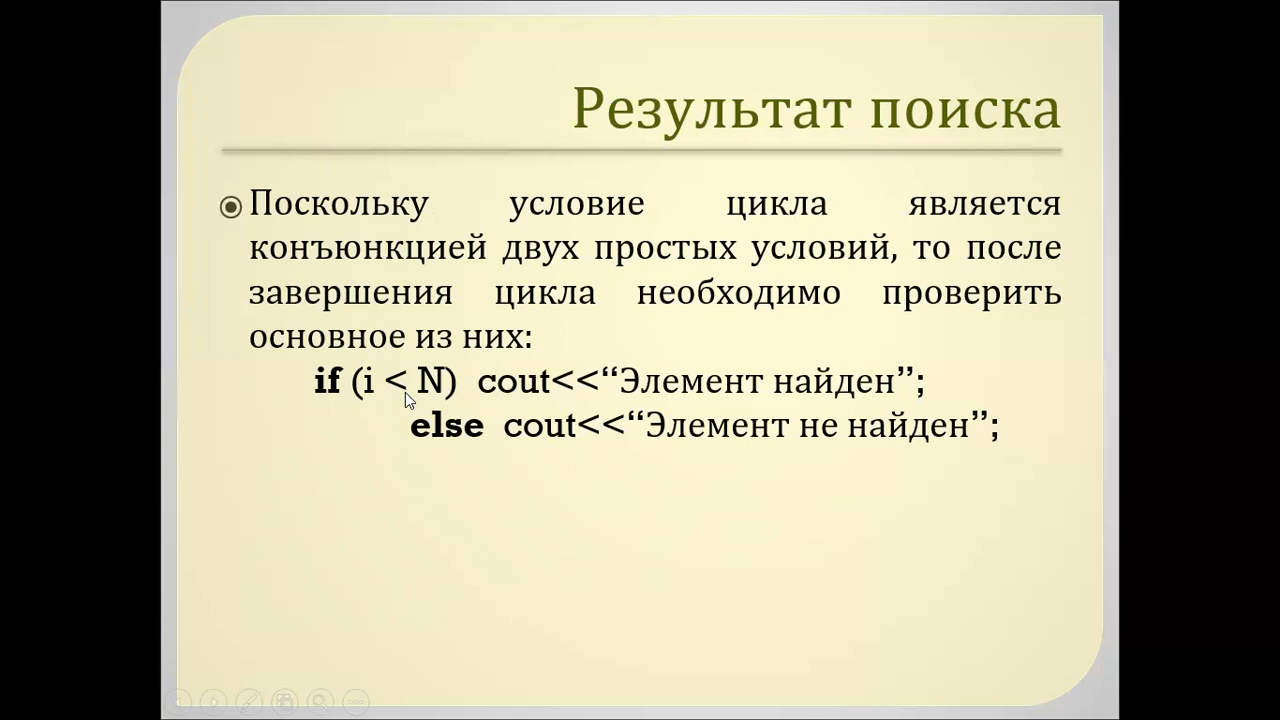 Результат поиска
Поскольку условие цикла является
конъюнкцией двух простых условий, то после
завершения цикла необходимо проверить
основное из них:
if (i < N) cout<<“Элемент найден”;
else cout<<“Элемент не найден”;